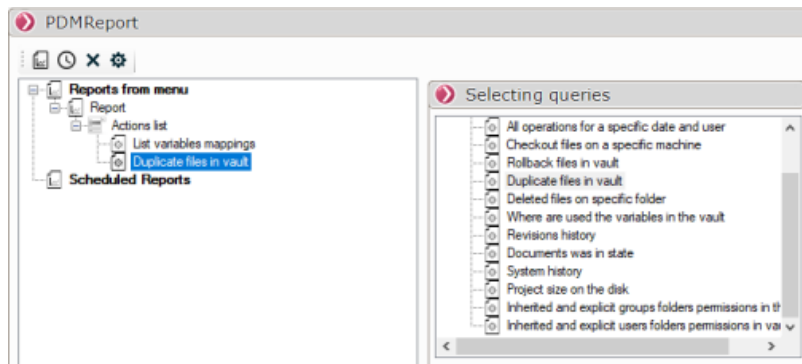 PDMReport
Reports from menu
Report
Actions list
List variables mappings
Duplicate files in vault
Scheduled Reports
Selecting queries
All operations for a specific date and user
Checkout files on a specific machine
Rollback files in vault
Duplicate files in vault
Deleted files on specific folder
Where are used the variables in the vault
Revisions history
Documents was in state
System history
Project size on the disk
Inherited and explicit groups folders permissions in th
Inherited and explicit users folders permissions in vau